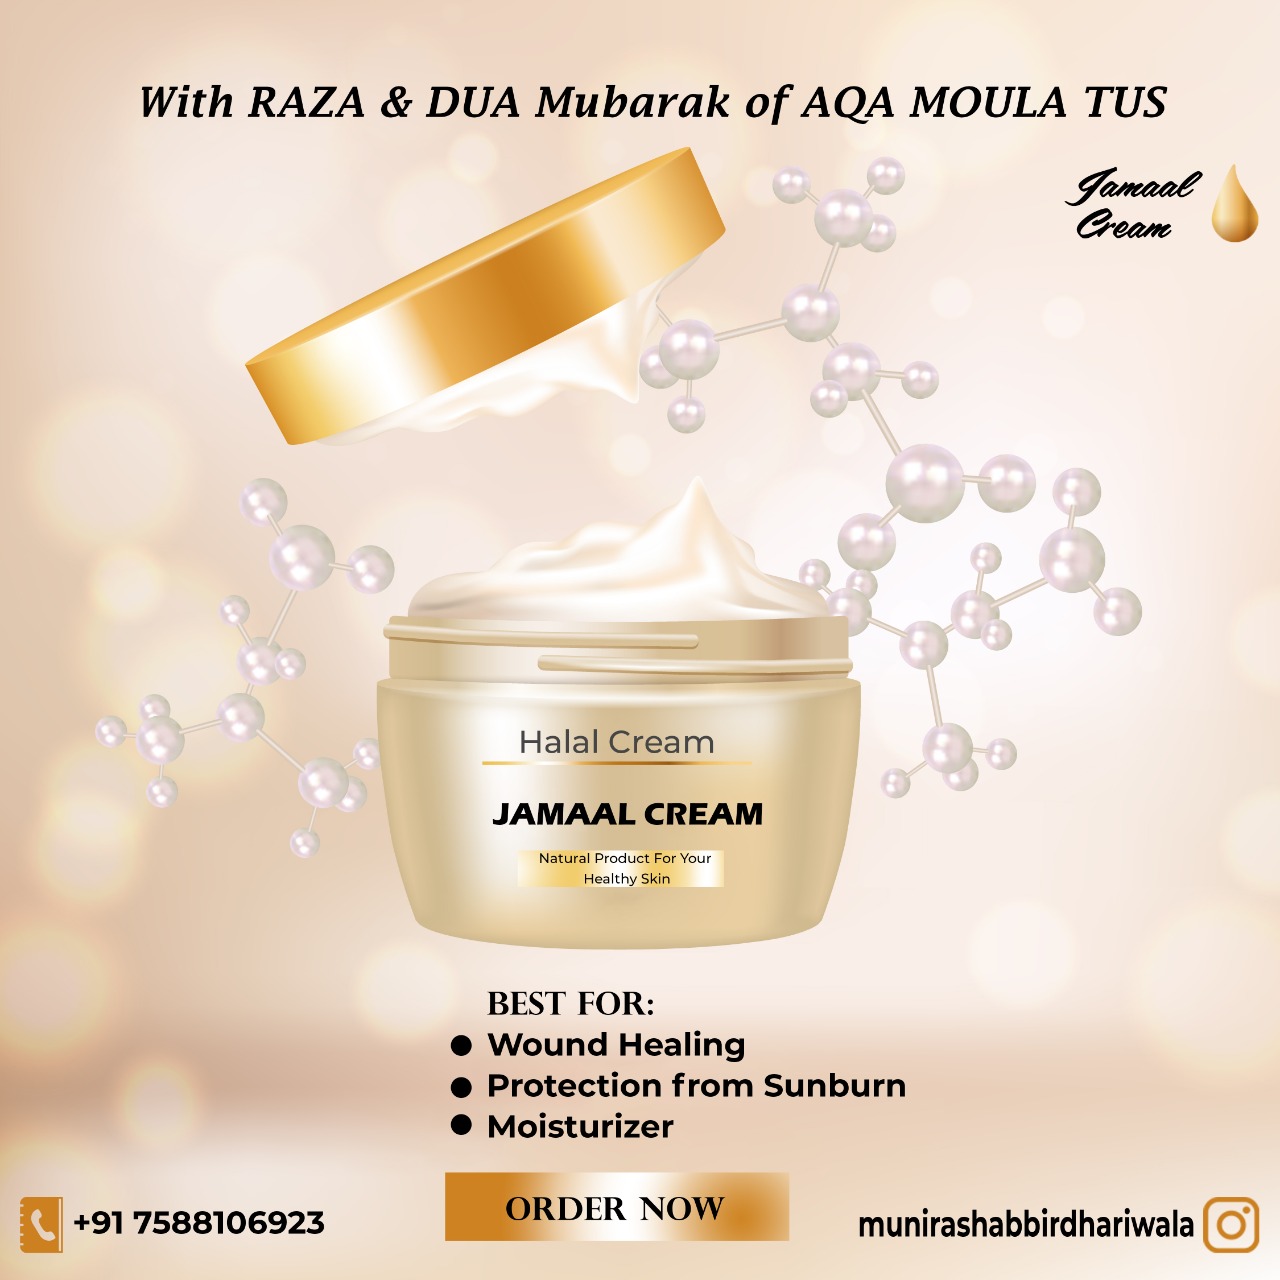 With RAZA & DUA Mubarak of AQA MOULA TUS
Jamaal
Cream
Halal Cream
JAMAAL CREAM
Natural Product For Your
Healthy Skin
BEST FOR:
● Wound Healing
● Protection from Sunburn
● Moisturizer
ORDER NOW
+91 7588106923
munirashabbirdhariwala